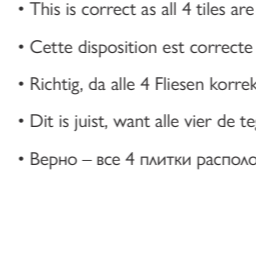 • This is correct as all 4 tiles are
• Cette disposition est correcte
• Richtig, da alle 4 Fliesen
• Dit is juist, want alle vier de
• Верно – все 4 плитки